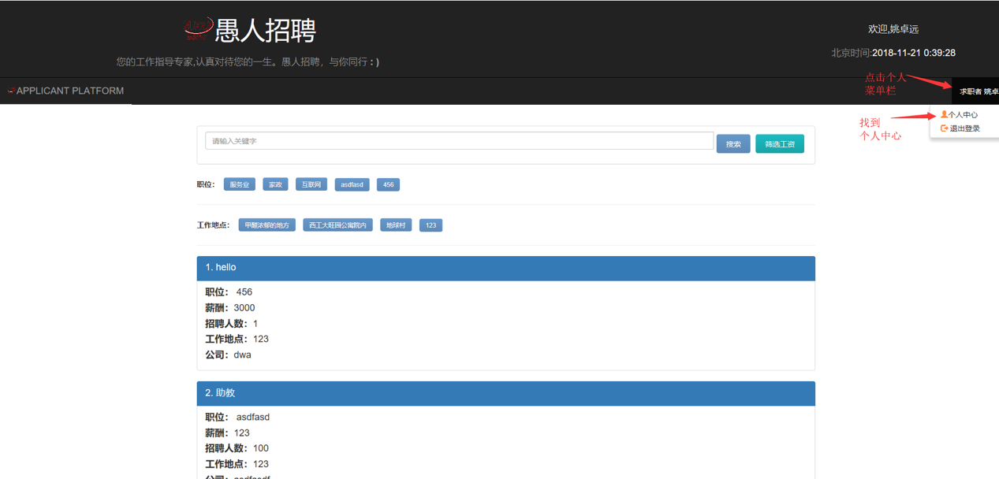 愚人招聘
欢迎,姚卓远
您的工作指导专家,认真对待您的一生。愚人招聘，与你同行 : )
北京时间:2018-11-21 0:39:28
点击个人
菜单栏
APPLICANT PLATFORM
求职者 姚卓
找到
个人中心
个人中心
退出登录
请输入关键字
搜索
筛选工资
职位： 服务业 家政 互联网 asdfasd 456
工作地点： 甲醛浓郁的地方 西工大旺园公寓院内 地球村 123
1. hello
职位： 456
薪酬：3000
招聘人数：1
工作地点：123
公司：dwa
2. 助教
职位： asdfasd
薪酬：123
招聘人数：100
工作地点：123
公司：asdfasdf